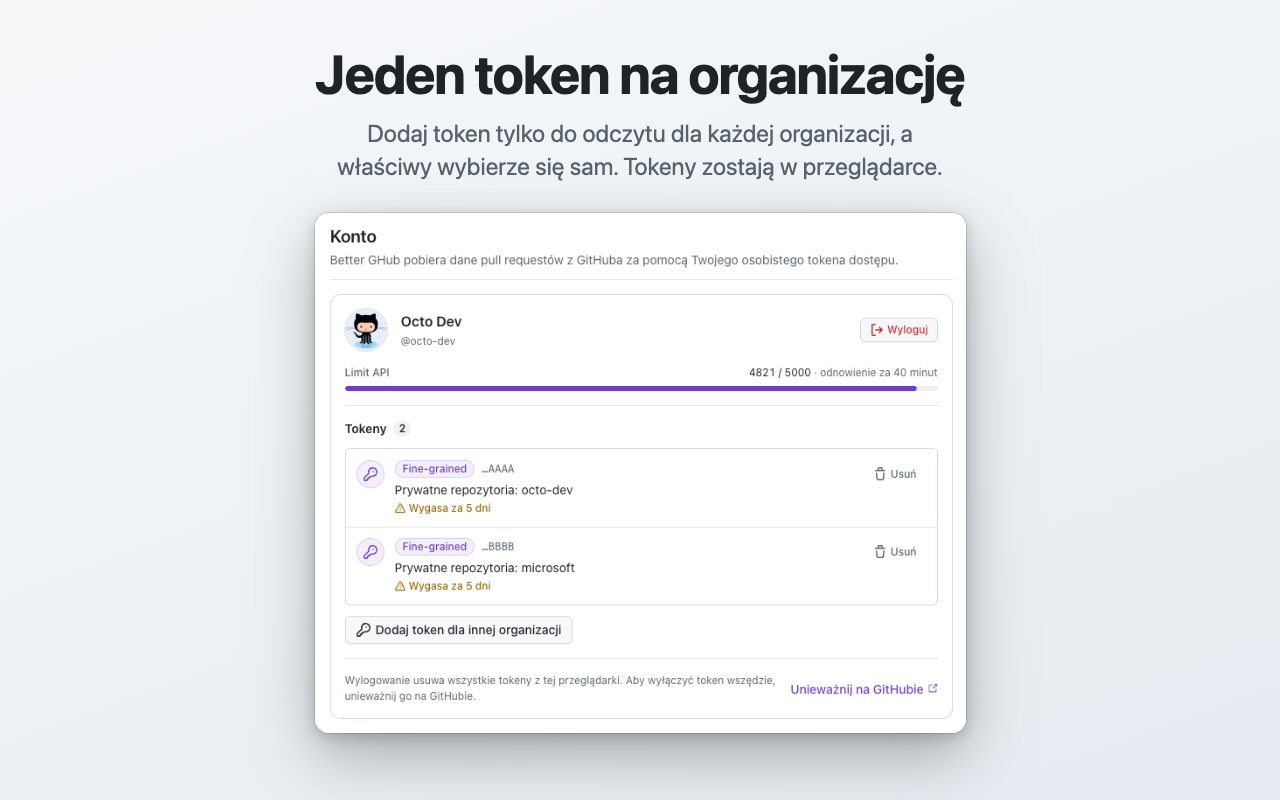 Jeden token na organizację
Dodaj token tylko do odczytu dla każdej organizacji, a
właściwy wybierze się sam. Tokeny zostają w przeglądarce.
Konto
Better GHub pobiera dane pull requestów z GitHuba za pomocą Twojego osobistego tokena dostępu.
Octo Dev
@octo-dev
Wyloguj
Limit API
4821 / 5000 · odnowienie za 40 minut
Tokeny 2
Fine-grained …AAAA
Usuń
Prywatne repozytoria: octo-dev
Wygasa za 5 dni
Fine-grained …BBBB
Usuń
Prywatne repozytoria: microsoft
Wygasa za 5 dni
Dodaj token dla innej organizacji
Wylogowanie usuwa wszystkie tokeny z tej przeglądarki. Aby wyłączyć token wszędzie,
unieważnij go na GitHubie.
Unieważnij na GitHubie